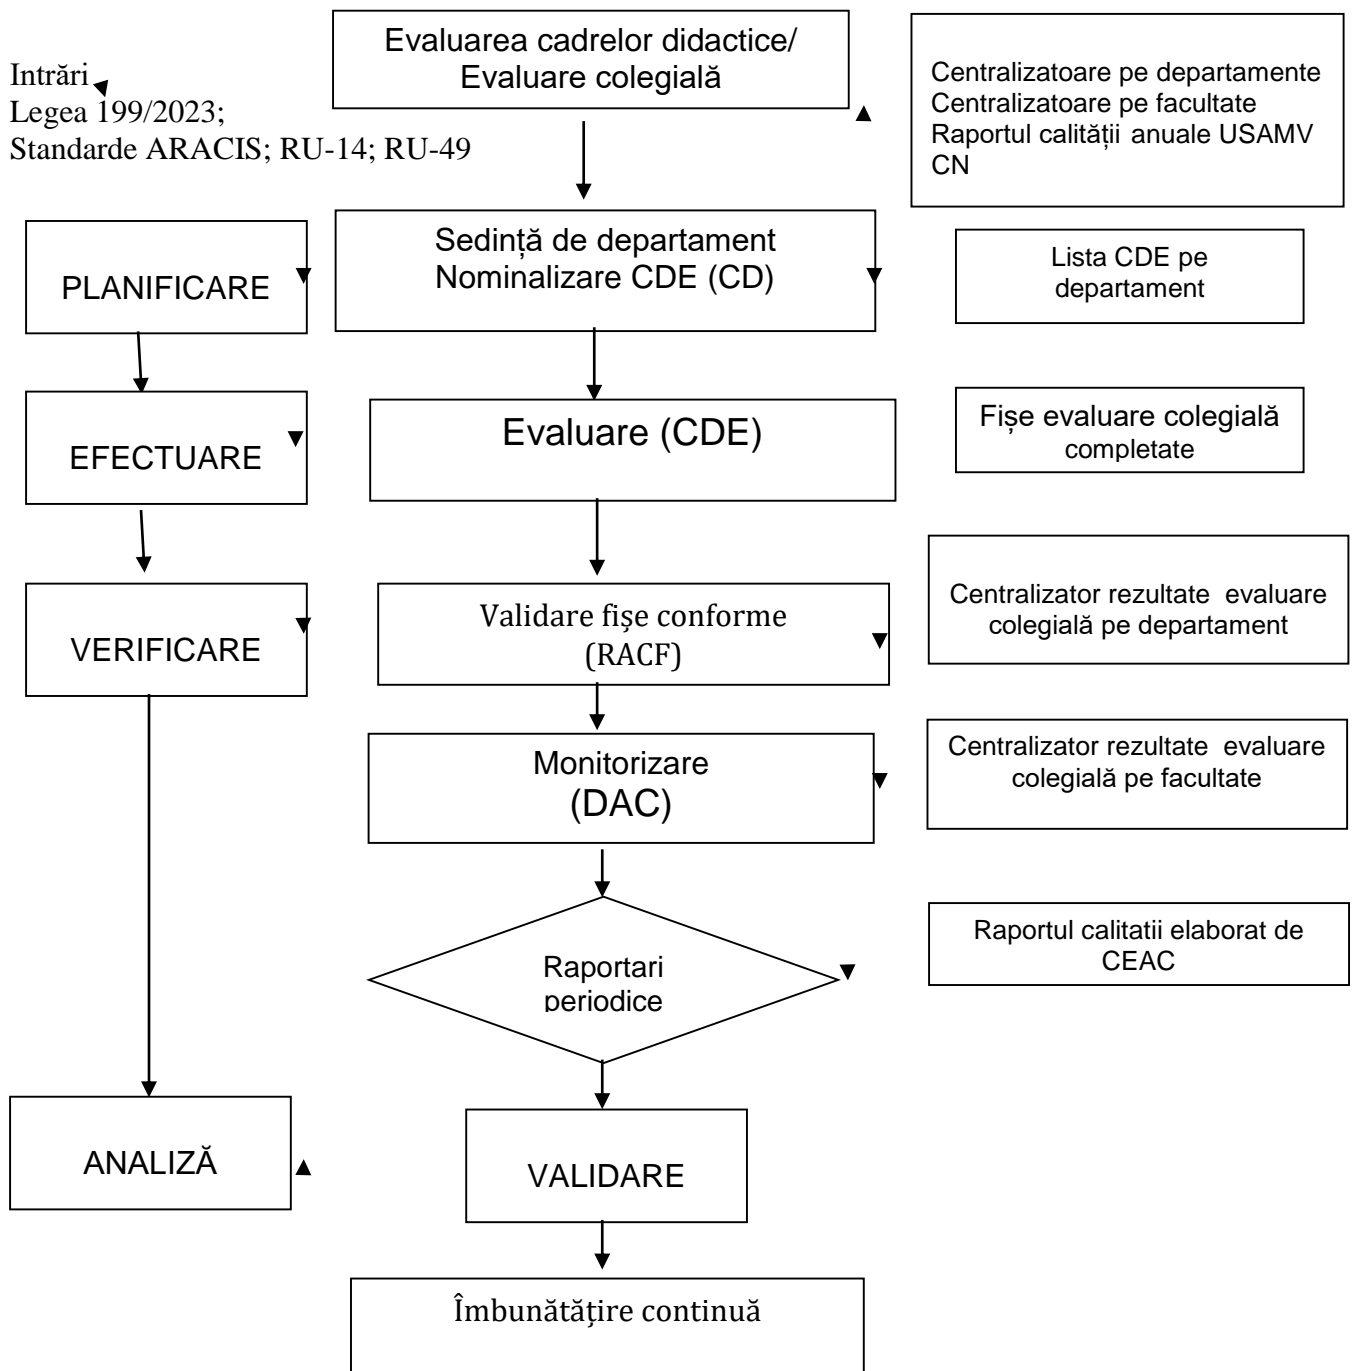 Evaluarea cadrelor didactice/
Evaluare colegială
Intrări
Legea 199/2023;
Standarde ARACIS; RU-14; RU-49
Centralizatoare pe departamente
Centralizatoare pe facultate
Raportul calității anuale USAMV
CN
PLANIFICARE
Sedință de departament
Nominalizare CDE (CD)
Lista CDE pe
departament
EFECTUARE
Evaluare (CDE)
Fișe evaluare colegială
completate
VERIFICARE
Validare fișe conforme
(RACF)
Centralizator rezultate evaluare
colegială pe departament
Monitorizare
(DAC)
Centralizator rezultate evaluare
colegială pe facultate
Raportari
periodice
Raportul calitatii elaborat de
CEAC
ANALIZĂ
VALIDARE
Îmbunătățire continuă